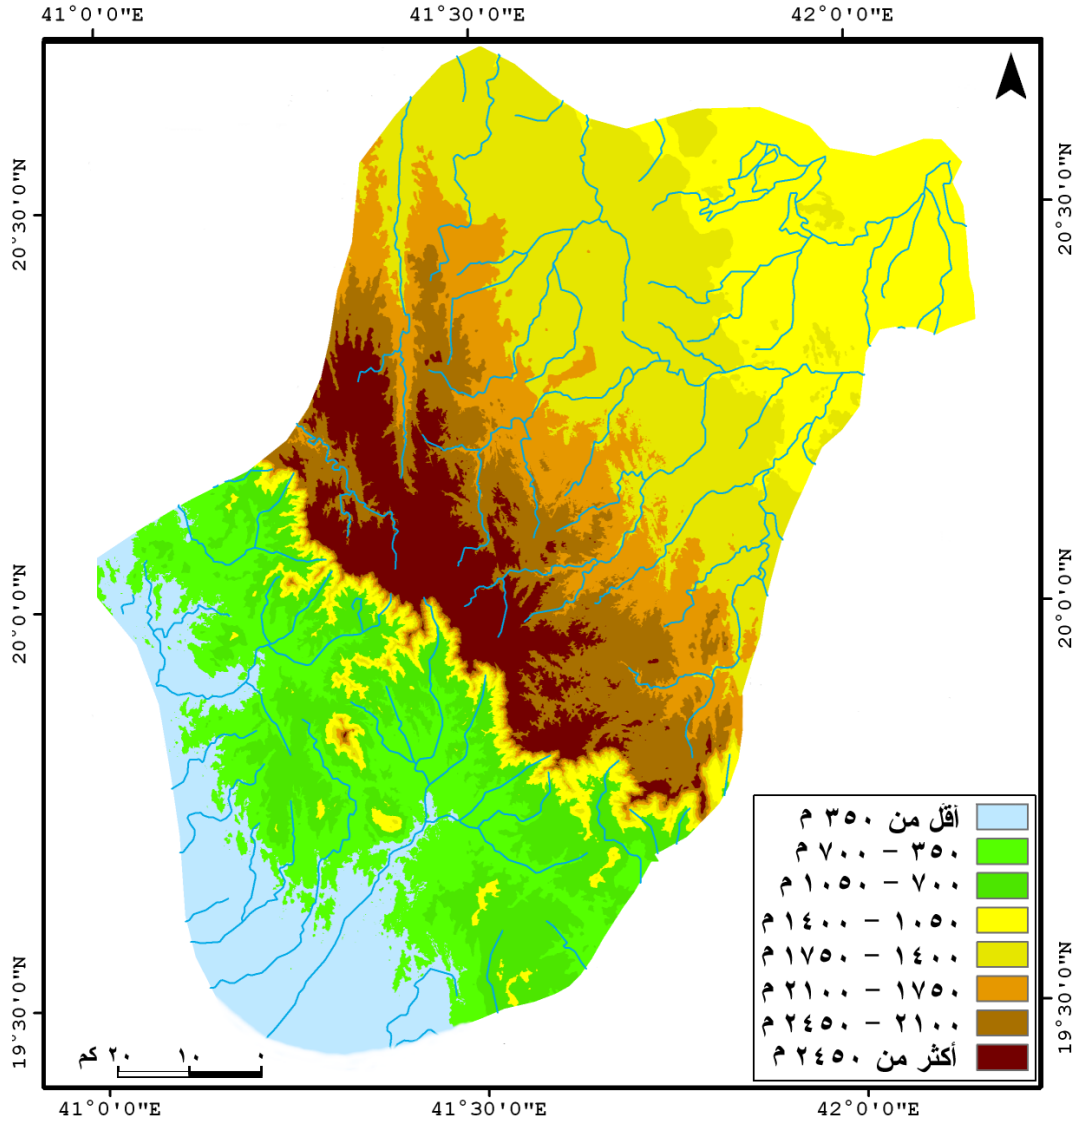 41°0'0"E 41°30'0"E 42°0'0"E
20°30'0"N 20°30'0"N
20°0'0"N 20°0'0"N
19°30'0"N 19°30'0"N
أقل من ٣٥٠ م
٣٥٠ – ٧٠٠ م
٧٠٠ – ١٠٥٠ م
١٠٥٠ – ١٤٠٠ م
١٤٠٠ – ١٧٥٠ م
١٧٥٠ – ٢١٠٠ م
٢١٠٠ – ٢٤٥٠ م
أكثر من ٢٤٥٠ م
٠ ١٠ ٢٠ كم
41°0'0"E 41°30'0"E 42°0'0"E